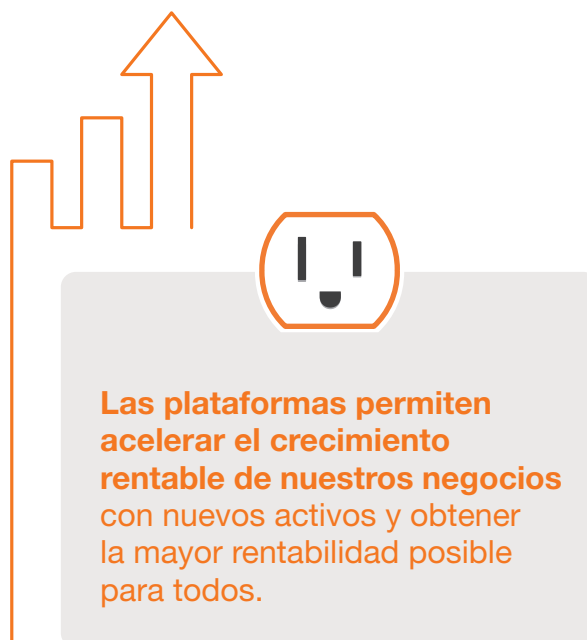 Las plataformas permiten
acelerar el crecimiento
rentable de nuestros negocios
con nuevos activos y obtener
la mayor rentabilidad posible
para todos.